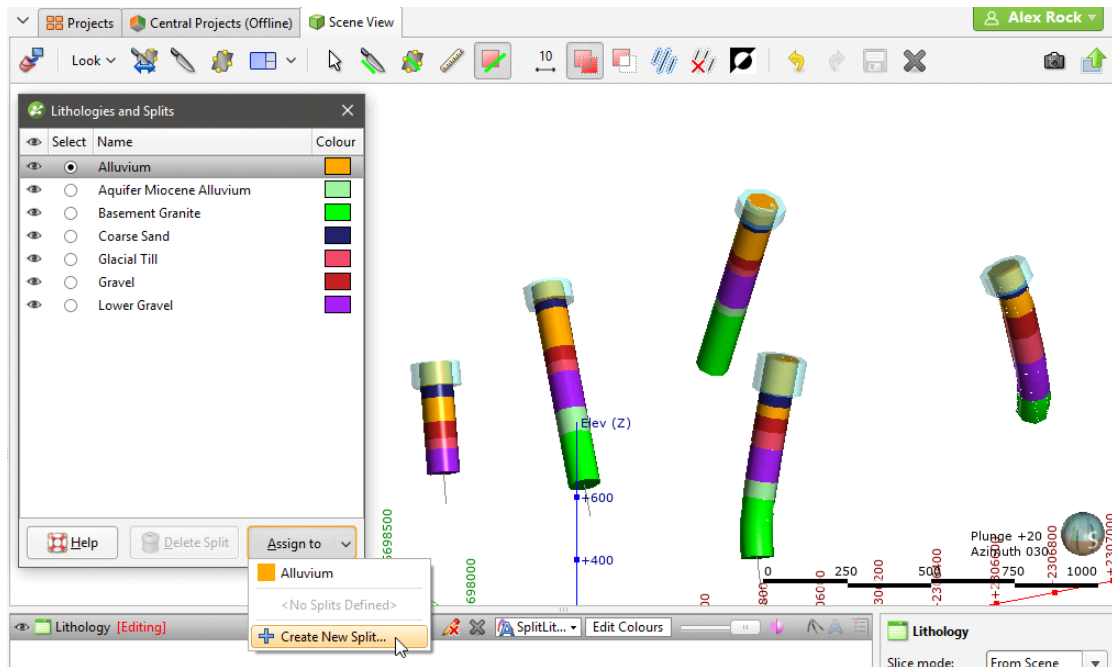 Projects
Central Projects (Offline)
Scene View
Alex Rock
Look
10
Lithologies and Splits
Select Name Colour
Alluvium
Aquifer Miocene Alluvium
Basement Granite
Coarse Sand
Glacial Till
Gravel
Lower Gravel
Help
Delete Split
Assign to
Alluvium
<No Splits Defined>
Create New Split...
Elev (Z)
+600
+400
698500
698000
Plunge +20
Azimuth 030
0 250 500 750 1000
S
Lithology [Editing]
SplitLit...
Edit Colours
Lithology
Slice mode:
From Scene